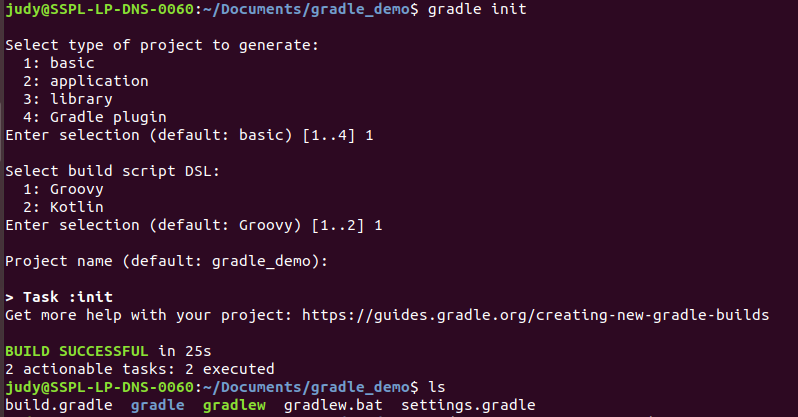 judy@SSPL-LP-DNS-0060:~/Documents/gradle_demo$ gradle init
Select type of project to generate:
1: basic
2: application
3: library
4: Gradle plugin
Enter selection (default: basic) [1..4] 1
Select build script DSL:
1: Groovy
2: Kotlin
Enter selection (default: Groovy) [1..2] 1
Project name (default: gradle_demo):
> Task :init
Get more help with your project: https://guides.gradle.org/creating-new-gradle-builds
BUILD SUCCESSFUL in 25s
2 actionable tasks: 2 executed
judy@SSPL-LP-DNS-0060:~/Documents/gradle_demo$ ls
build.gradle  gradle  gradlew  gradlew.bat  settings.gradle